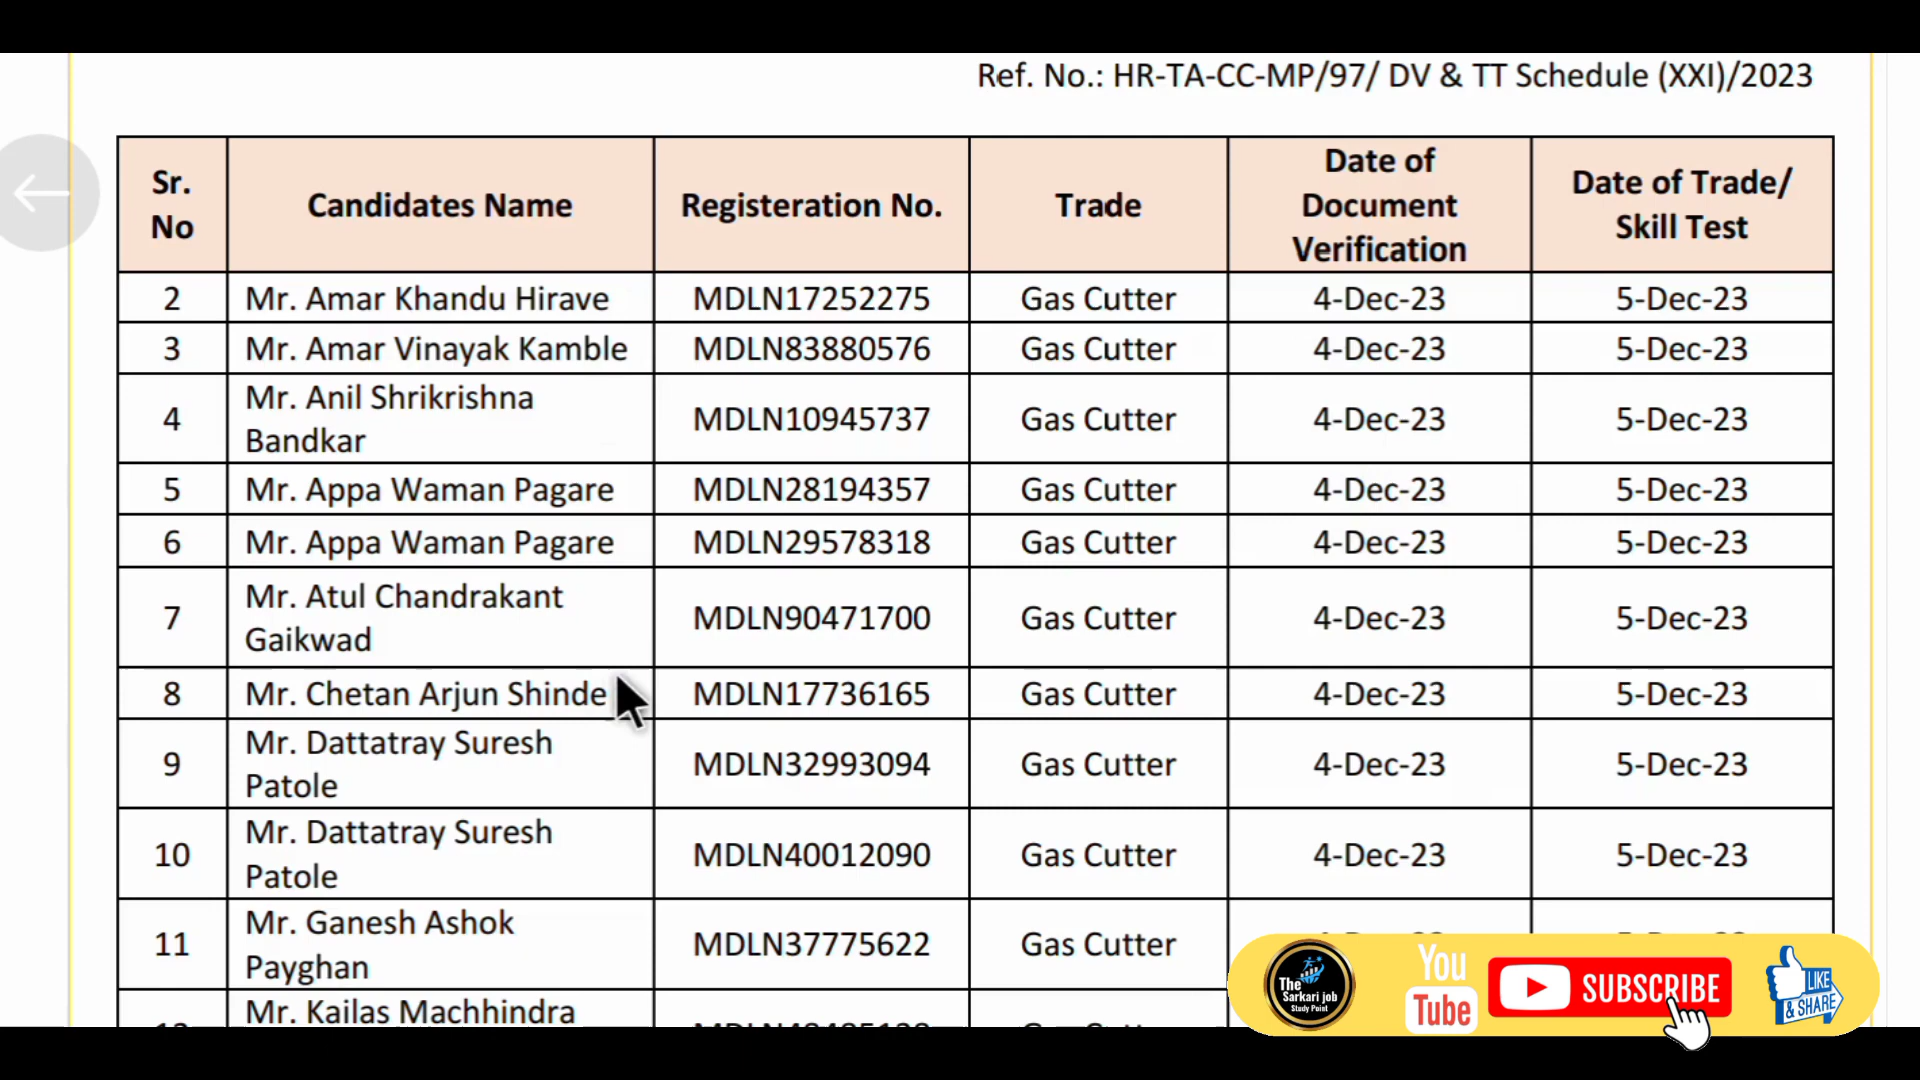 Ref. No.: HR-TA-CC-MP/97/ DV & TT Schedule (XXI)/2023
Sr. No Candidates Name Registeration No. Trade Date of Document Verification Date of Trade/ Skill Test
2 Mr. Amar Khandu Hirave MDLN17252275 Gas Cutter 4-Dec-23 5-Dec-23
3 Mr. Amar Vinayak Kamble MDLN83880576 Gas Cutter 4-Dec-23 5-Dec-23
4 Mr. Anil Shrikrishna Bandkar MDLN10945737 Gas Cutter 4-Dec-23 5-Dec-23
5 Mr. Appa Waman Pagare MDLN28194357 Gas Cutter 4-Dec-23 5-Dec-23
6 Mr. Appa Waman Pagare MDLN29578318 Gas Cutter 4-Dec-23 5-Dec-23
7 Mr. Atul Chandrakant Gaikwad MDLN90471700 Gas Cutter 4-Dec-23 5-Dec-23
8 Mr. Chetan Arjun Shinde MDLN17736165 Gas Cutter 4-Dec-23 5-Dec-23
9 Mr. Dattatray Suresh Patole MDLN32993094 Gas Cutter 4-Dec-23 5-Dec-23
10 Mr. Dattatray Suresh Patole MDLN40012090 Gas Cutter 4-Dec-23 5-Dec-23
11 Mr. Ganesh Ashok Payghan MDLN37775622 Gas Cutter
Mr. Kailas Machhindra
The Sarkari job Study Point
You Tube
SUBSCRIBE
LIKE & SHARE